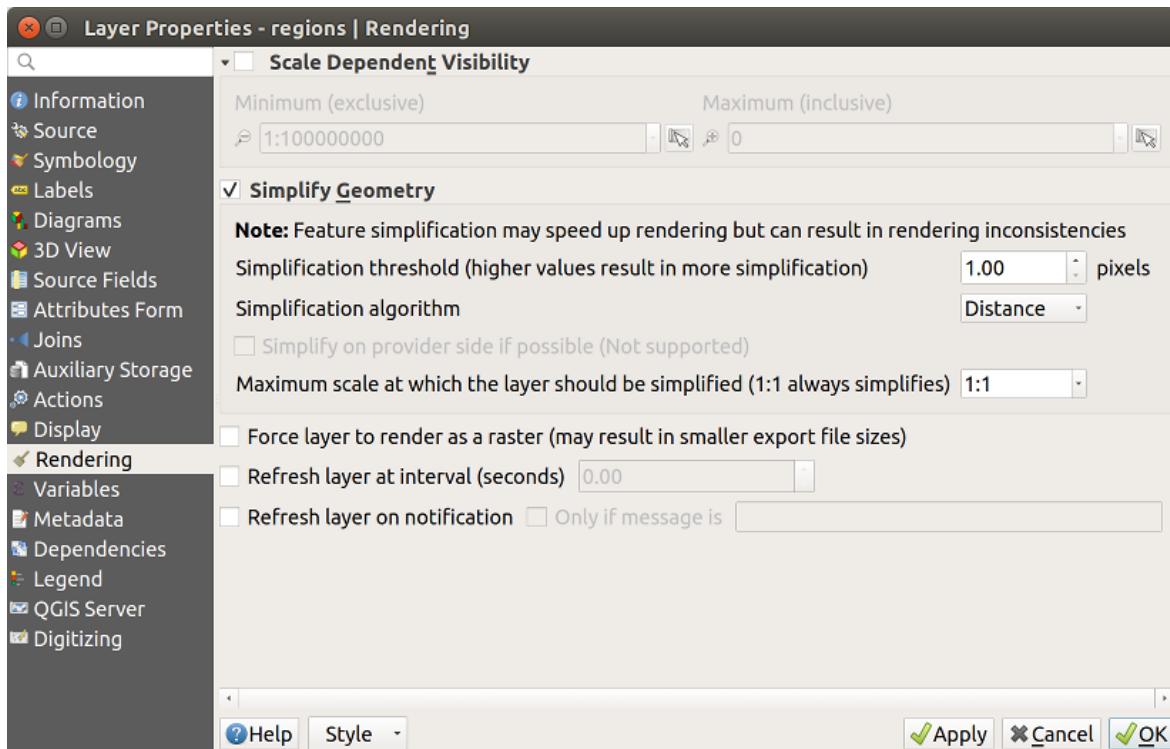 Layer Properties - regions | Rendering
Scale Dependent Visibility
Information
Minimum (exclusive) Maximum (inclusive)
Source
1:100000000 0
Symbology
Labels
Simplify Geometry
Diagrams
Note: Feature simplification may speed up rendering but can result in rendering inconsistencies
3D View
Simplification threshold (higher values result in more simplification) 1.00 pixels
Source Fields
Attributes Form
Simplification algorithm Distance
Joins
Simplify on provider side if possible (Not supported)
Auxiliary Storage
Maximum scale at which the layer should be simplified (1:1 always simplifies) 1:1
Actions
Display
Force layer to render as a raster (may result in smaller export file sizes)
Rendering
Refresh layer at interval (seconds) 0.00
Variables
Metadata
Refresh layer on notification Only if message is
Dependencies
Legend
QGIS Server
Digitizing
Help Style Apply Cancel OK